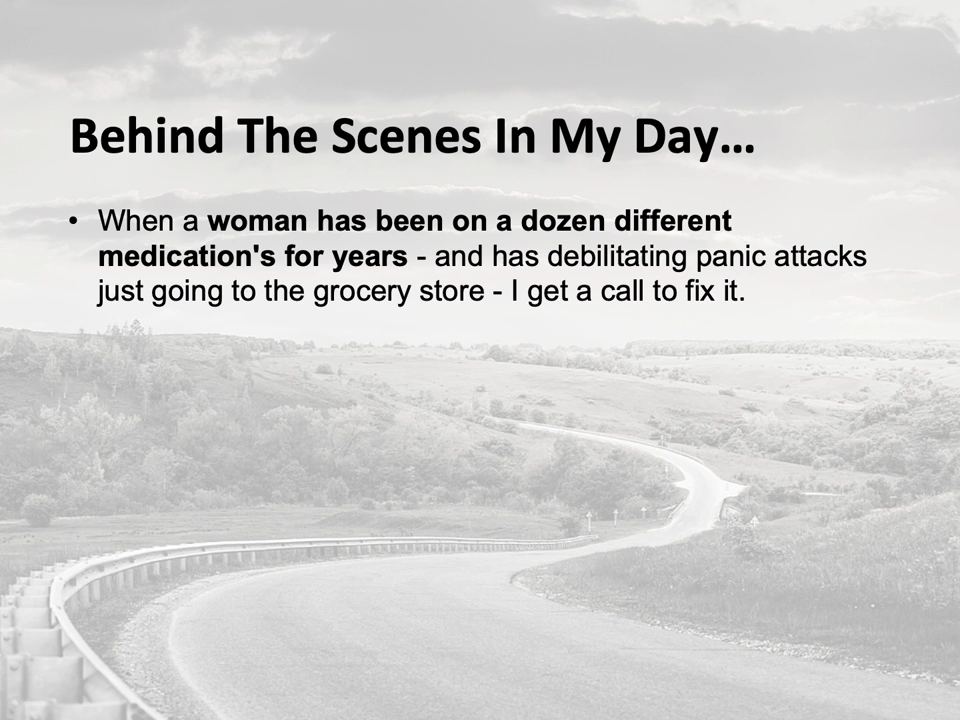 Behind The Scenes In My Day…
• When a woman has been on a dozen different
medication's for years - and has debilitating panic attacks
just going to the grocery store - I get a call to fix it.